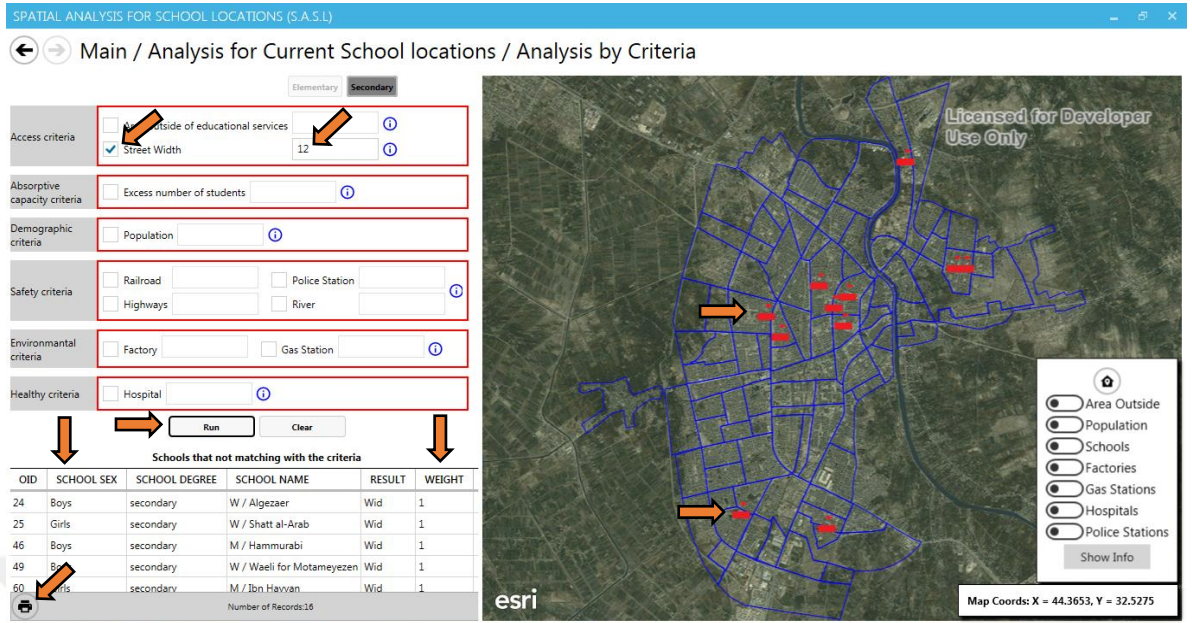 SPATIAL ANALYSIS FOR SCHOOL LOCATIONS (S.A.S.L)
Main / Analysis for Current School locations / Analysis by Criteria
Elementary Secondary
Access criteria
outside of educational services
Street Width 12
Absorptive
capacity criteria
Excess number of students
Demographic
criteria
Population
Safety criteria
Railroad Police Station
Highways River
Environmantal
criteria
Factory Gas Station
Healthy criteria
Hospital
Run Clear
Schools that not matching with the criteria
OID SCHOOL SEX SCHOOL DEGREE SCHOOL NAME RESULT WEIGHT
24 Boys secondary W / Algezaer Wid 1
25 Girls secondary W / Shatt al-Arab Wid 1
46 Boys secondary M / Hammurabi Wid 1
49 secondary W / Waeli for Motameyezen Wid 1
60 secondary M / Ibn Hayyan Wid 1
Number of Records:16
Licensed for Developer
Use Only
Area Outside
Population
Schools
Factories
Gas Stations
Hospitals
Police Stations
Show Info
esri
Map Coords: X = 44.3653, Y = 32.5275